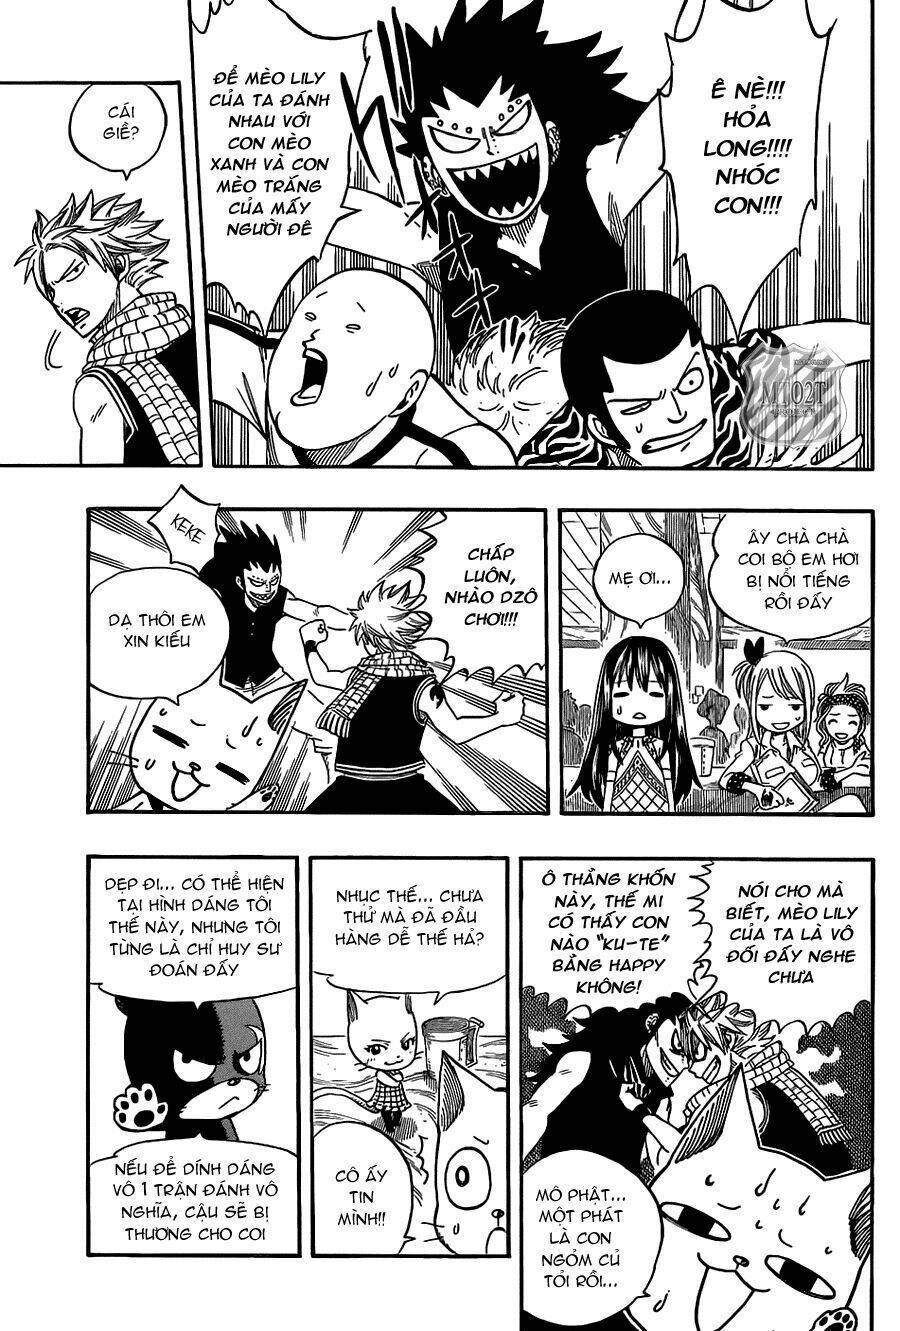 Ê NÈ!!!
HỎA
LONG!!!!
NHÓC
CON!!!
ĐỂ MÈO LILY
CỦA TA ĐÁNH
NHAU VỚI
CON MÈO
XANH VÀ CON
MÈO TRẮNG
CỦA MẤY
NGƯỜI ĐÊ
CÁI
GIỀ?
MT02T
PROJECT
ÂY CHÀ CHÀ
COI BỘ EM HƠI
BỊ NỔI TIẾNG
RỒI ĐẤY
MẸ ƠI...
CHẤP
LUÔN,
NHÀO DZÔ
CHƠI!!!
KEKE
DẠ THÔI EM
XIN KIẾU
NÓI CHO MÀ
BIẾT, MÈO LILY
CỦA TA LÀ VÔ
ĐỐI ĐẤY NGHE
CHƯA
Ô THẰNG KHỐN
NÀY, THẾ MI
CÓ THẤY CON
NÀO "KU-TE"
BẰNG HAPPY
KHÔNG!
MÔ PHẬT...
MỘT PHÁT
LÀ CON
NGỎM CỦ
TỎI RỒI...
NHỤC THẾ... CHƯA
THỬ MÀ ĐÃ ĐẦU
HÀNG DỄ THẾ HẢ?
CÔ ẤY
TIN
MÌNH!!
DẸP ĐI... CÓ THỂ HIỆN
TẠI HÌNH DÁNG TÔI
THẾ NÀY, NHƯNG TÔI
TỪNG LÀ CHỈ HUY SƯ
ĐOÀN ĐẤY
NẾU ĐỂ DÍNH DÁNG
VÔ 1 TRẬN ĐÁNH VÔ
NGHĨA, CẬU SẼ BỊ
THƯƠNG CHO COI